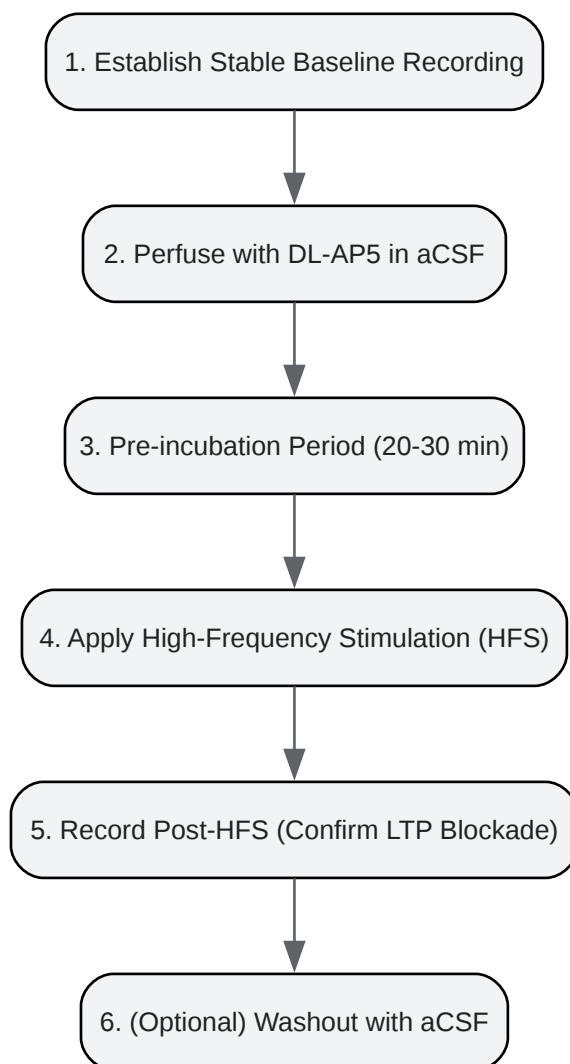 1. Establish Stable Baseline Recording
2. Perfuse with DL-AP5 in aCSF
3. Pre-incubation Period (20-30 min)
4. Apply High-Frequency Stimulation (HFS)
5. Record Post-HFS (Confirm LTP Blockade)
6. (Optional) Washout with aCSF